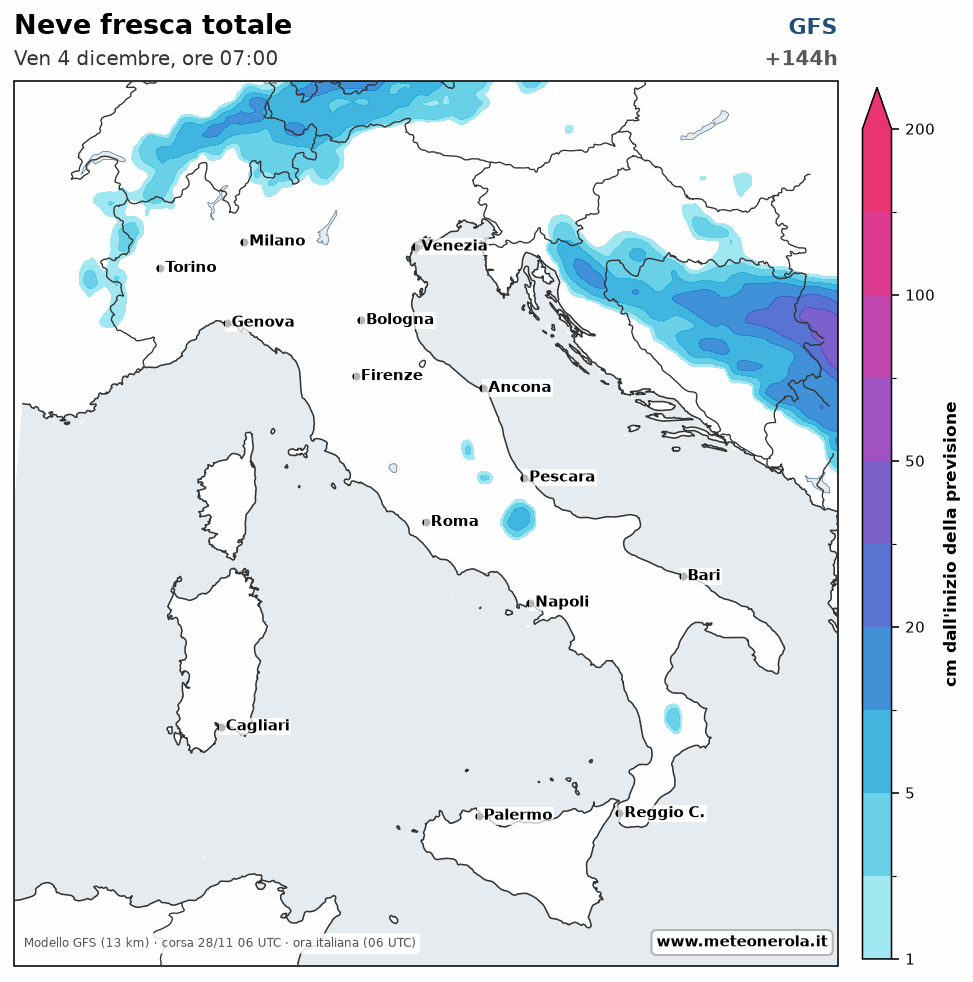 Neve fresca totale
GFS
Ven 4 dicembre, ore 07:00
+144h
200
100
50
20
5
1
cm dall'inizio della previsione
Milano
Venezia
Torino
Genova
Bologna
Firenze
Ancona
Pescara
Roma
Bari
Napoli
Cagliari
Palermo
Reggio C.
Modello GFS (13 km) · corsa 28/11 06 UTC · ora italiana (06 UTC)
www.meteonerola.it